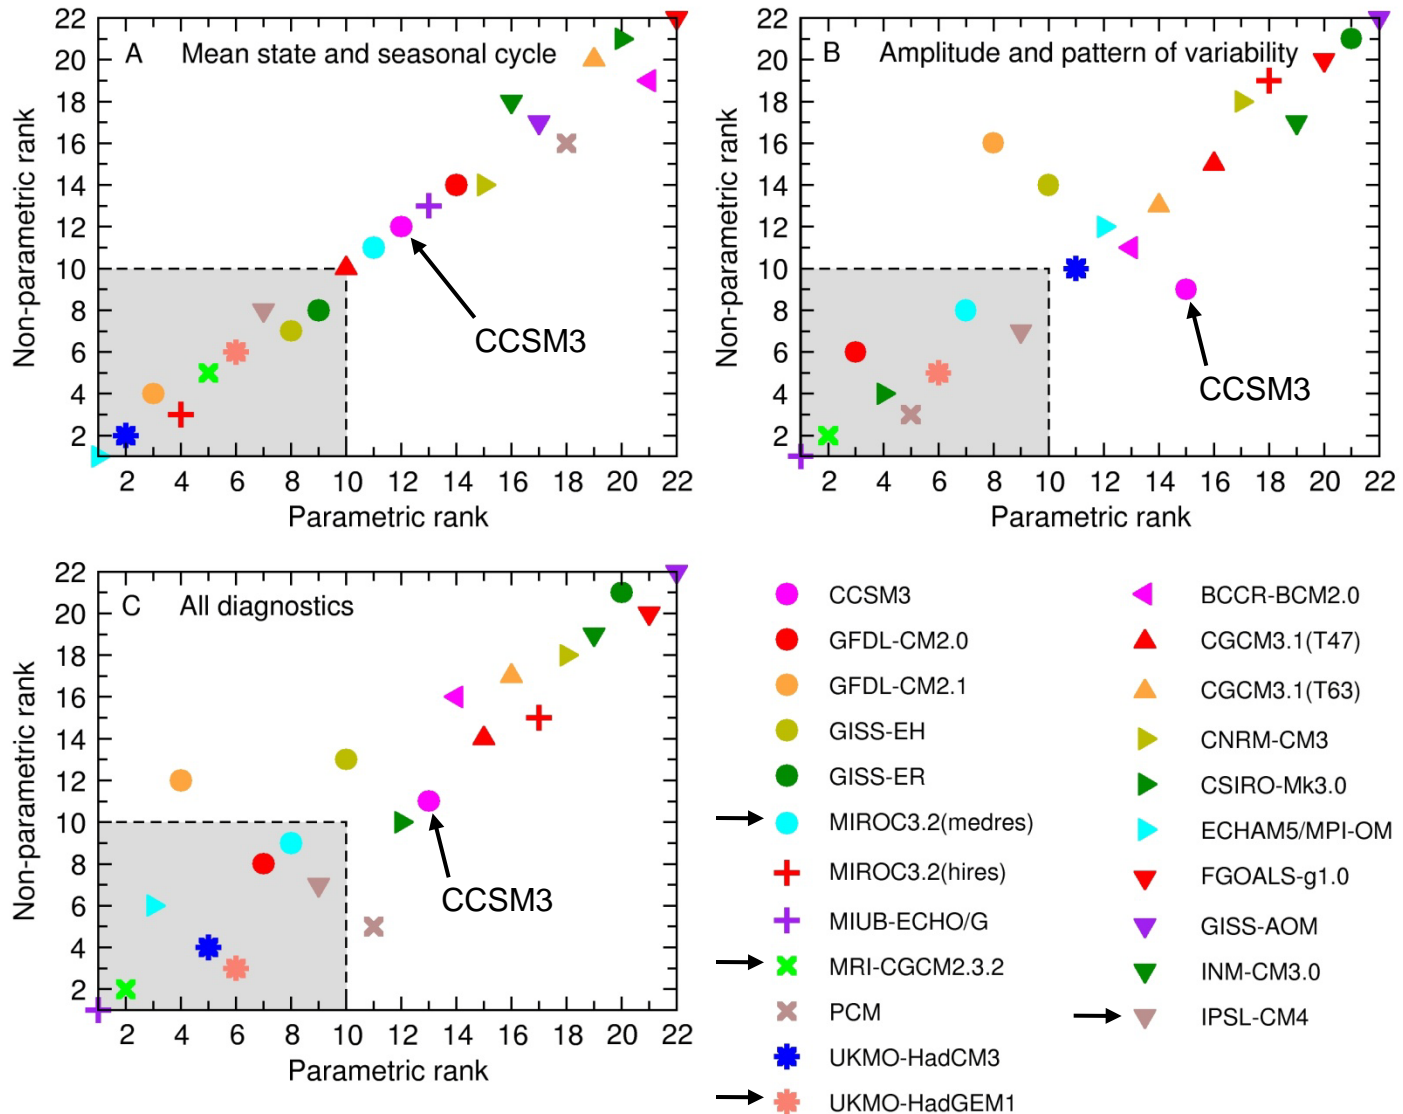 A Mean state and seasonal cycle
22
20
18
16
14
12
10
8
6
4
2
Non-parametric rank
CCSM3
2 4 6 8 10 12 14 16 18 20 22
Parametric rank
B Amplitude and pattern of variability
22
20
18
16
14
12
10
8
6
4
2
Non-parametric rank
CCSM3
2 4 6 8 10 12 14 16 18 20 22
Parametric rank
C All diagnostics
22
20
18
16
14
12
10
8
6
4
2
Non-parametric rank
CCSM3
2 4 6 8 10 12 14 16 18 20 22
Parametric rank
CCSM3
GFDL-CM2.0
GFDL-CM2.1
GISS-EH
GISS-ER
MIROC3.2(medres)
MIROC3.2(hires)
MIUB-ECHO/G
MRI-CGCM2.3.2
PCM
UKMO-HadCM3
UKMO-HadGEM1
BCCR-BCM2.0
CGCM3.1(T47)
CGCM3.1(T63)
CNRM-CM3
CSIRO-Mk3.0
ECHAM5/MPI-OM
FGOALS-g1.0
GISS-AOM
INM-CM3.0
IPSL-CM4